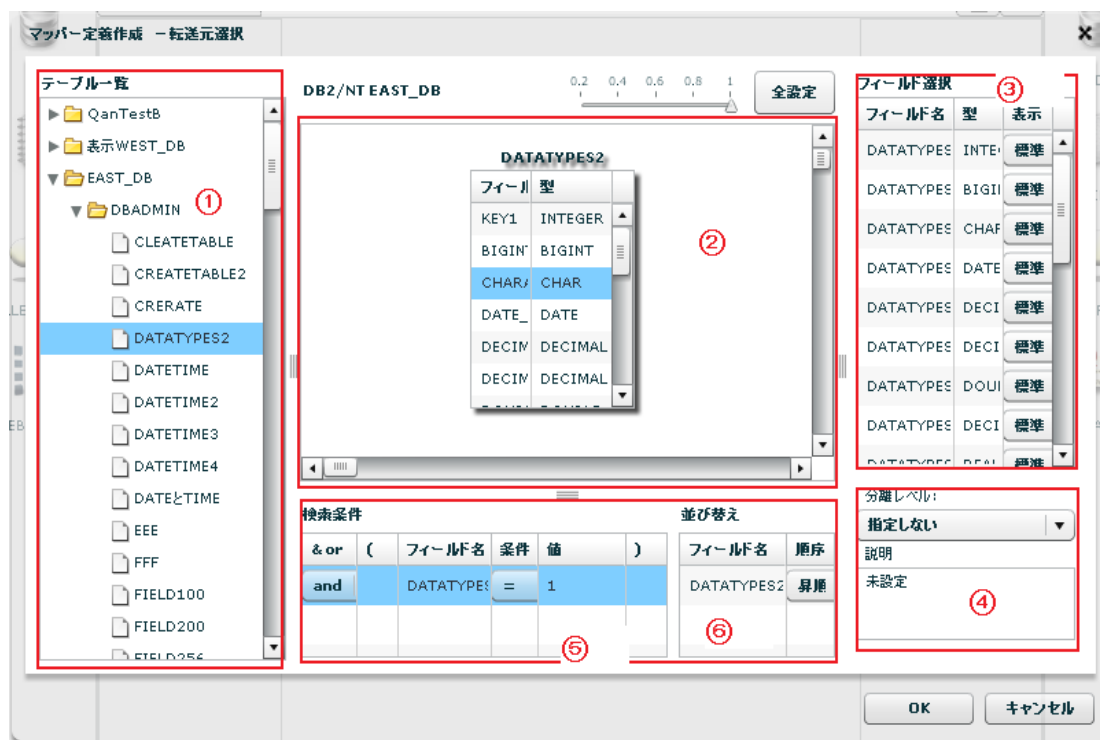 マッパー定義作成 －転送元選択
テーブル一覧
QanTestB
表示WEST_DB
EAST_DB
DBADMIN
①
CLEATETABLE
CREATETABLE2
CRERATE
DATATYPES2
DATETIME
DATETIME2
DATETIME3
DATETIME4
DATEとTIME
EEE
FFF
FIELD100
FIELD200
FIELD256
DB2/NT EAST_DB
0.2 0.4 0.6 0.8 1
全設定
DATATYPES2
フィール 型
KEY1 INTEGER
BIGINT BIGINT
CHARA CHAR
DATE_ DATE
DECIM DECIMAL
DECIM DECIMAL
②
フィールド選択
③
フィールド名 型 表示
DATATYPES INTE 標準
DATATYPES BIGI 標準
DATATYPES CHAR 標準
DATATYPES DATE 標準
DATATYPES DECI 標準
DATATYPES DECI 標準
DATATYPES DOU 標準
DATATYPES DECI 標準
DATATYPES REAL 標準
検索条件
& or ( フィールド名 条件 値 )
and DATATYPES = 1
⑤
並び替え
フィールド名 順序
DATATYPES2 昇順
⑥
分離レベル:
指定しない
説明
未設定
④
OK キャンセル